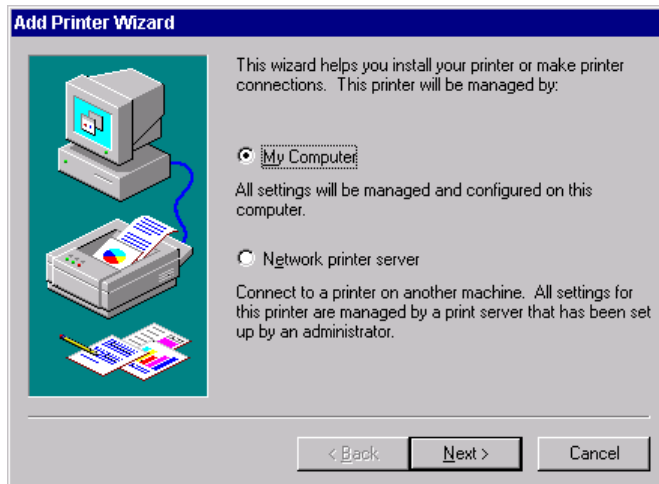 Add Printer Wizard
This wizard helps you install your printer or make printer
connections.  This printer will be managed by:
My Computer
All settings will be managed and configured on this
computer.
Network printer server
Connect to a printer on another machine.  All settings for
this printer are managed by a print server that has been set
up by an administrator.
< Back
Next >
Cancel